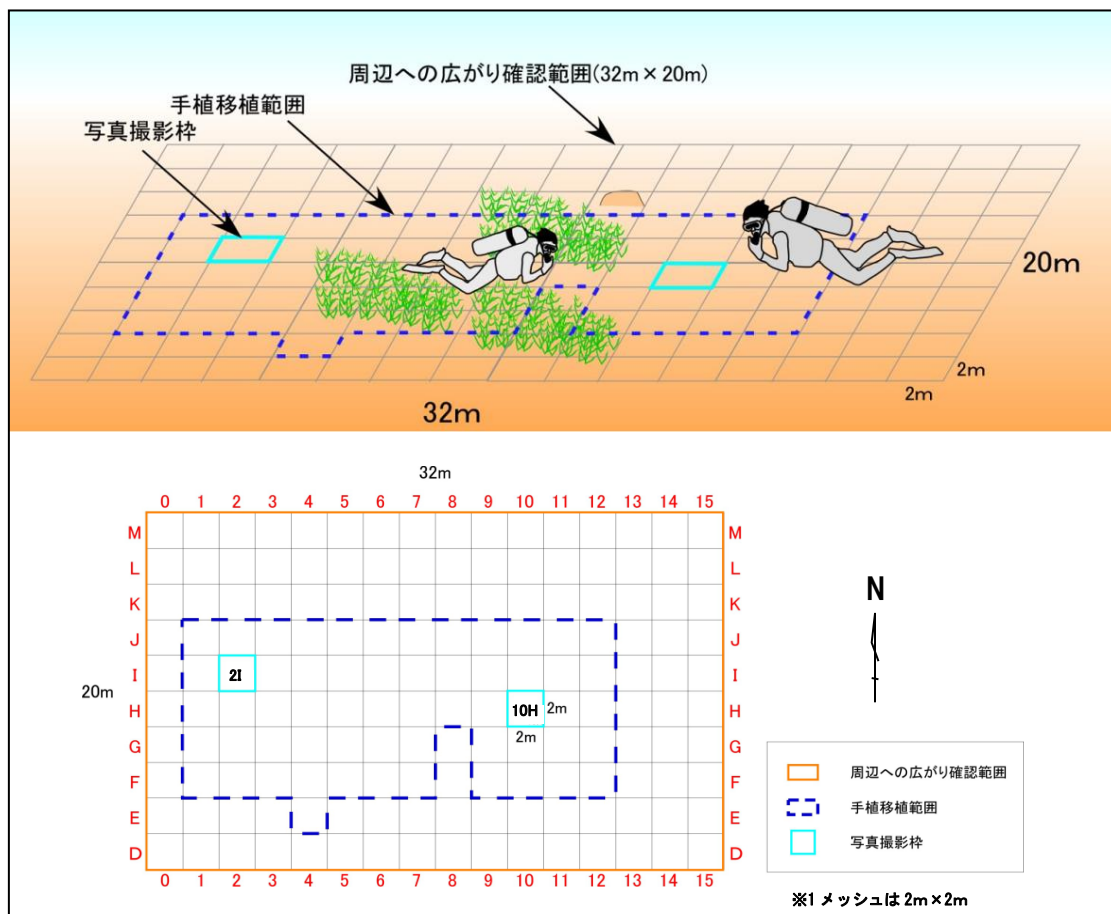 周辺への広がり確認範囲(32m×20m)
手植移植範囲
写真撮影枠
20m
2m
2m
32m
32m
0 1 2 3 4 5 6 7 8 9 10 11 12 13 14 15
M M
L L
K K
J J
I 2I I
20m
H 10H 2m H
2m
G G
F F
E E
D D
0 1 2 3 4 5 6 7 8 9 10 11 12 13 14 15
N
周辺への広がり確認範囲
手植移植範囲
写真撮影枠
※1メッシュは2m×2m